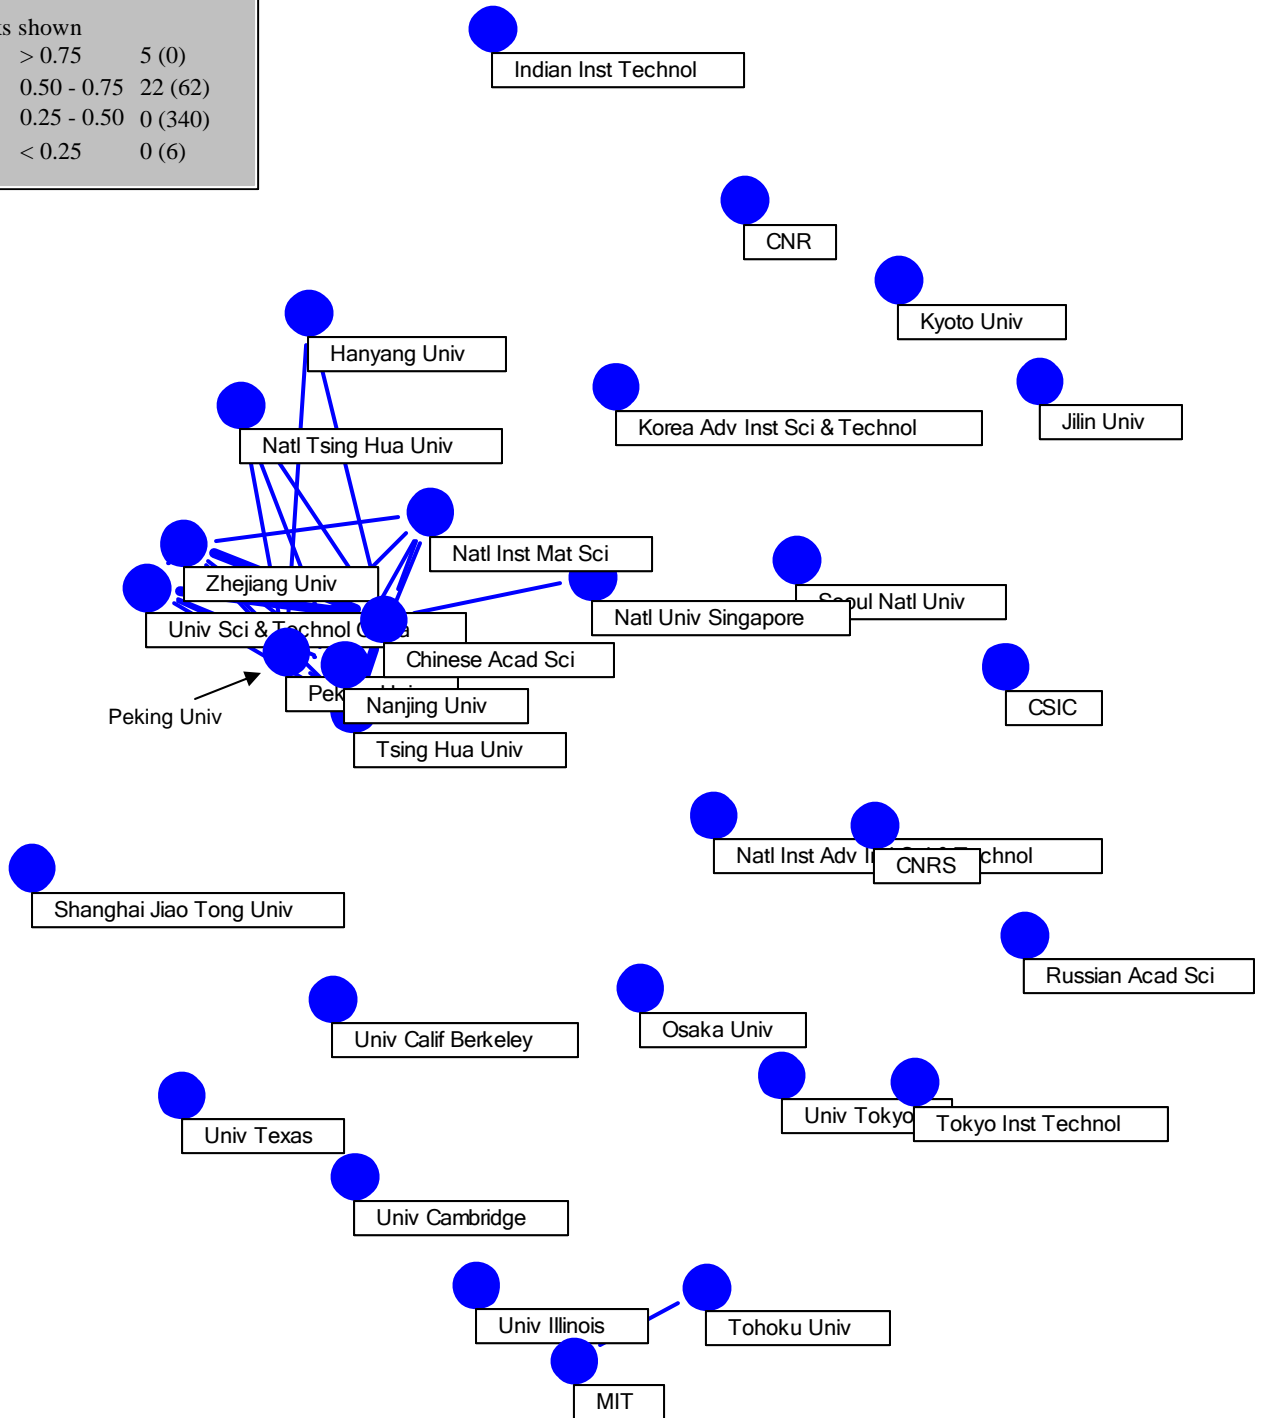 shown
> 0.75 5 (0)
0.50 - 0.75 22 (62)
0.25 - 0.50 0 (340)
< 0.25 0 (6)
Indian Inst Technol
CNR
Kyoto Univ
Hanyang Univ
Jilin Univ
Korea Adv Inst Sci & Technol
Natl Tsing Hua Univ
Natl Inst Mat Sci
Zhejiang Univ
Seoul Natl Univ
Natl Univ Singapore
Univ Sci & Technol
Chinese Acad Sci
Nanjing Univ
CSIC
Peking Univ
Tsing Hua Univ
Natl Inst Adv
CNRS
Shanghai Jiao Tong Univ
Russian Acad Sci
Osaka Univ
Univ Calif Berkeley
Univ Tokyo
Tokyo Inst Technol
Univ Texas
Univ Cambridge
Univ Illinois
Tohoku Univ
MIT